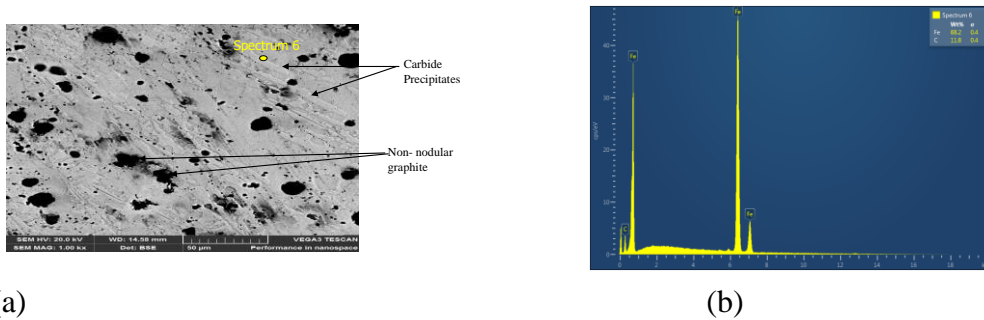 Spectrum 6
Carbide
Precipitates
Non- nodular
graphite
SEM HV: 20.0 kV WD: 14.58 mm VEGA3 TESCAN
SEM MAG: 1.00 kx Det: BSE 50 µm Performance in nanospace
(b)
Spectrum 6
Wt% σ
Fe 88.2 0.4
C 11.8 0.4
Fe
Fe
Fe
C
cps/eV
40
30
20
10
0
0 2 4 6 8 10 12 14 16 18
a)